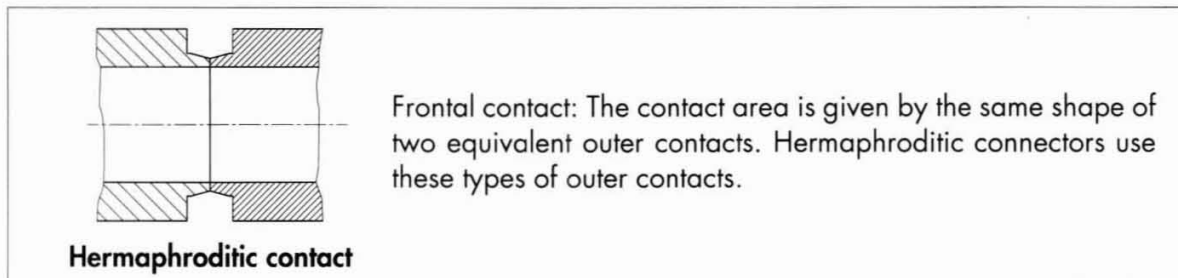 Frontal contact: The contact area is given by the same shape of
two equivalent outer contacts. Hermaphroditic connectors use
these types of outer contacts.
Hermaphroditic contact